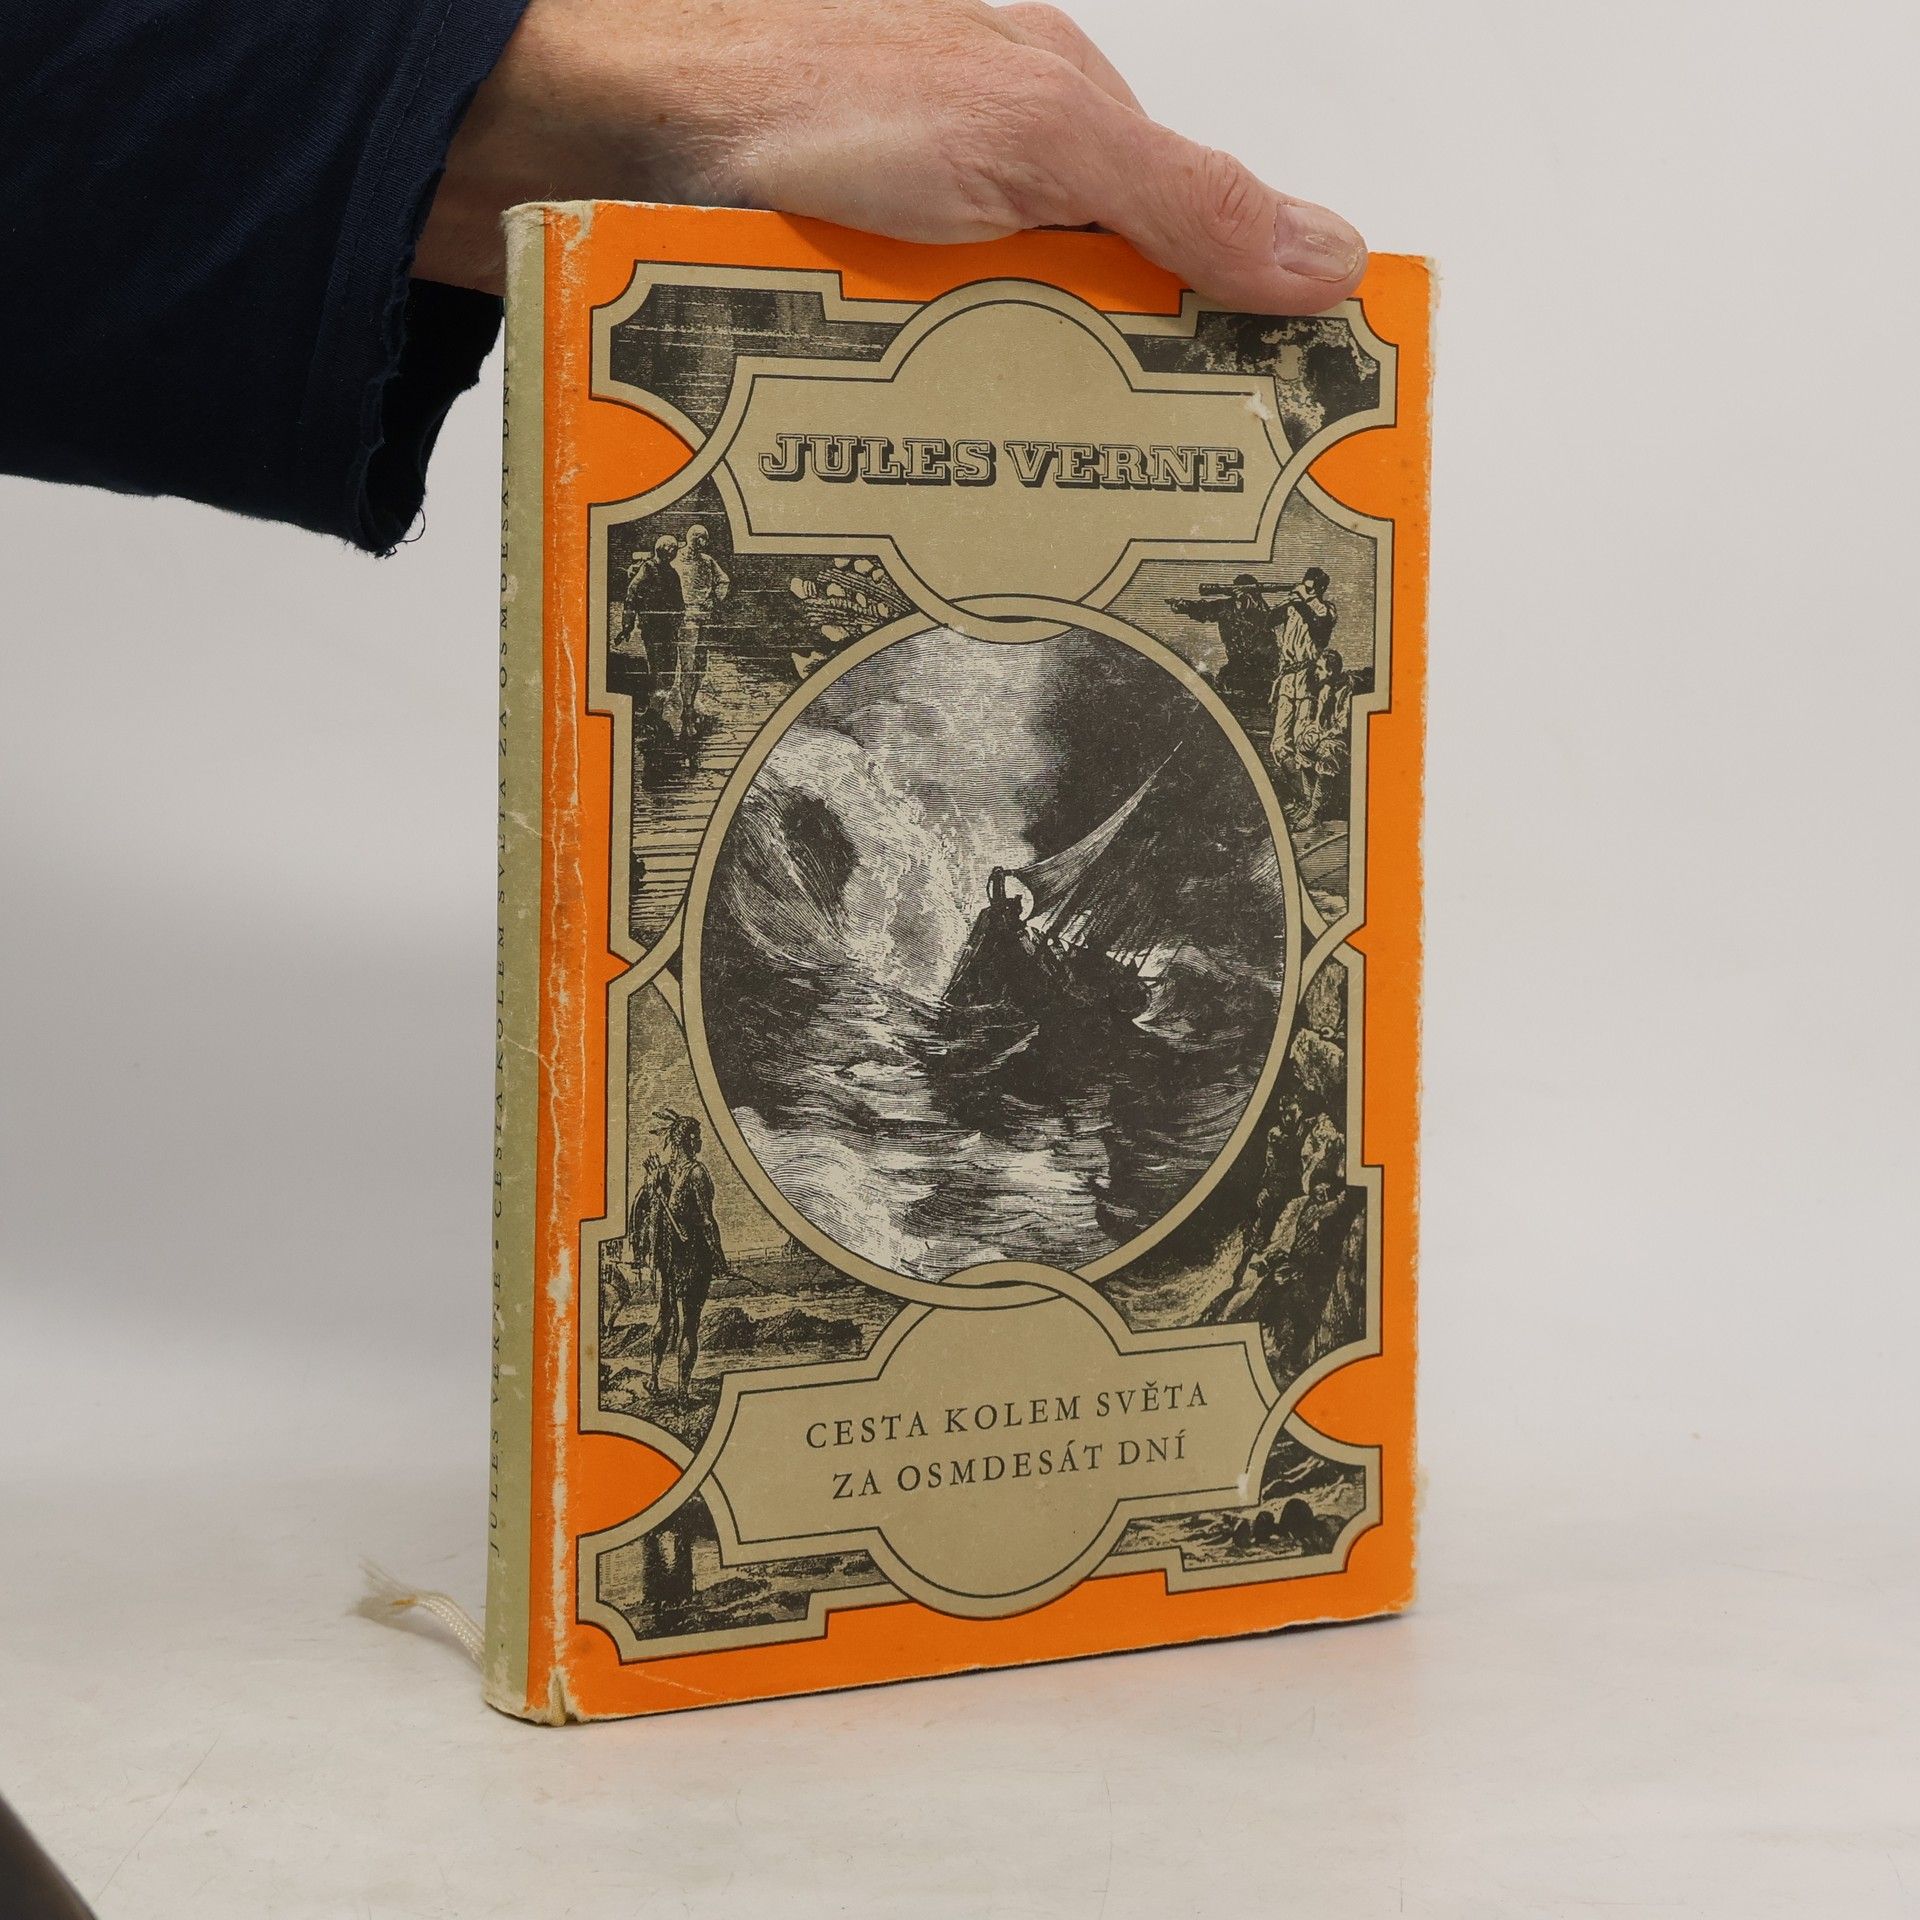 JULES VERNE
CESTA KOLEM SVĚTA
ZA OSMDESÁT DNÍ
JULES VERNE • CESTA KOLEM SVĚTA ZA OSMDESÁT DNÍ